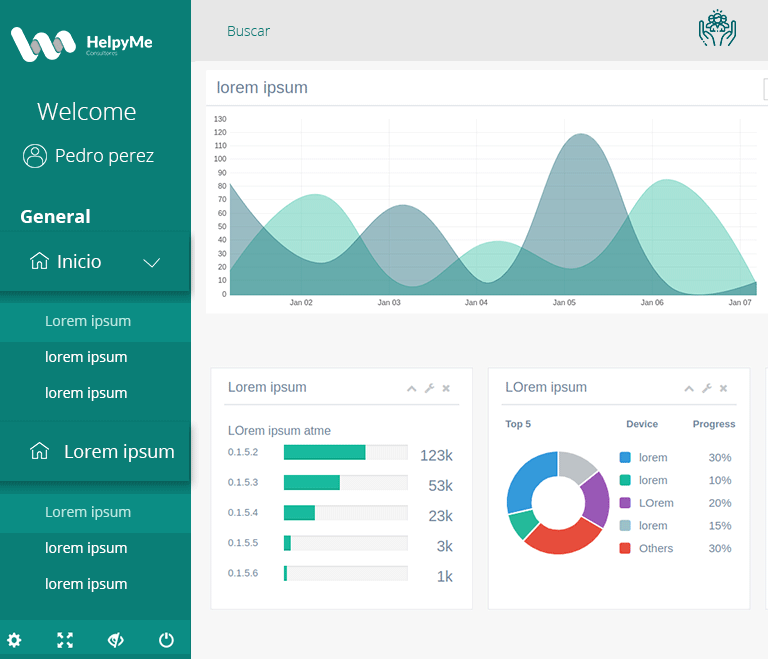 HelpyMe
Consultores
Buscar
Welcome
Pedro perez
General
Inicio
Lorem ipsum
lorem ipsum
lorem ipsum
Lorem ipsum
Lorem ipsum
lorem ipsum
lorem ipsum
lorem ipsum
130
120
110
100
90
80
70
60
50
40
30
20
10
0
Jan 02 Jan 03 Jan 04 Jan 05 Jan 06 Jan 07
Lorem ipsum
LOrem ipsum atme
0.1.5.2 123k
0.1.5.3 53k
0.1.5.4 23k
0.1.5.5 3k
0.1.5.6 1k
LOrem ipsum
Top 5 Device Progress
lorem 30%
lorem 10%
LOrem 20%
lorem 15%
Others 30%